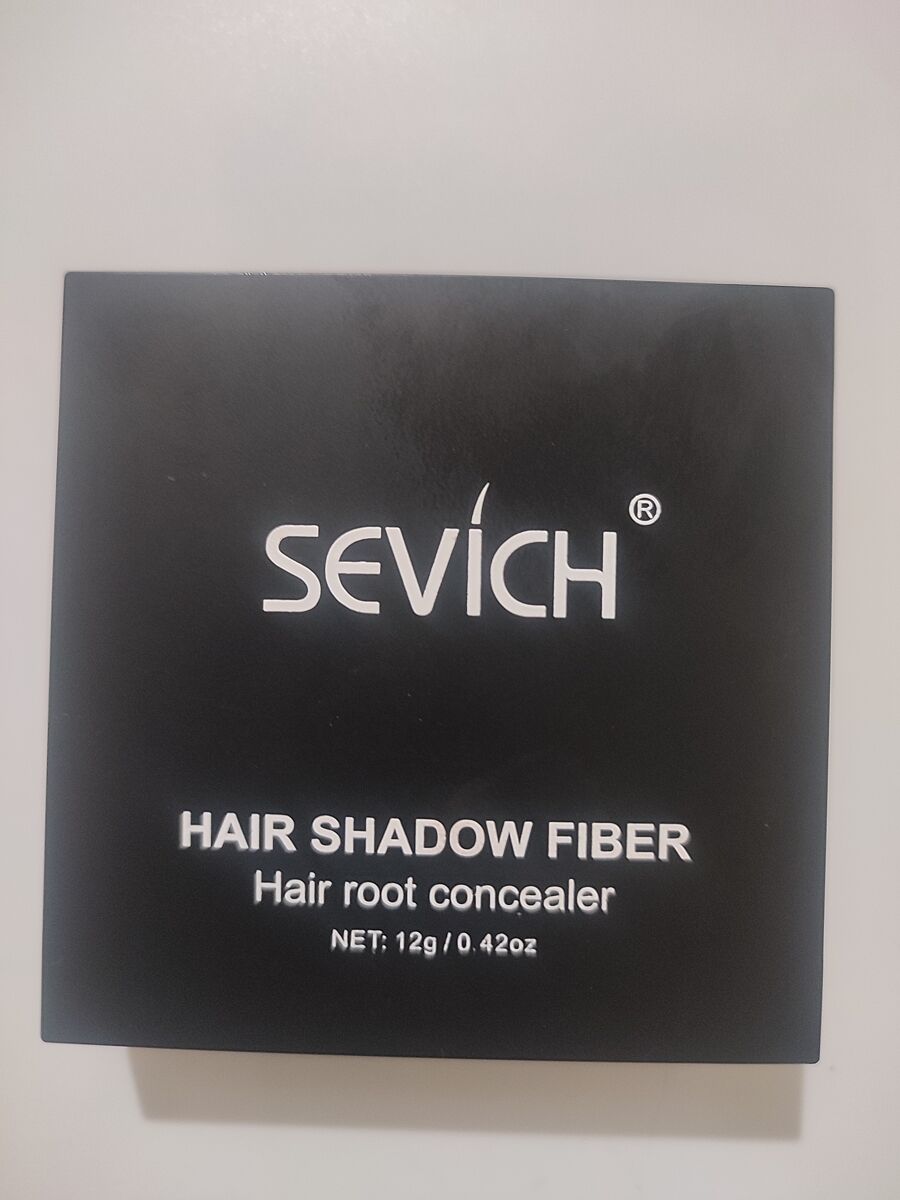 SEVICH®
HAIR SHADOW FIBER
Hair root concealer
NET: 12g / 0.42oz